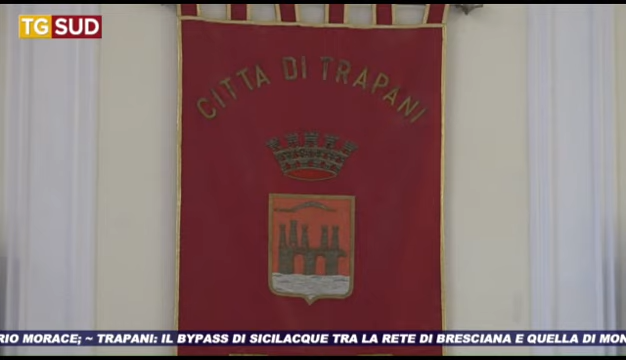 TG SUD
CITTA DI TRAPANI
RIO MORACE; ~ TRAPANI: IL BYPASS DI SICILACQUE TRA LA RETE DI BRESCIANA E QUELLA DI MON